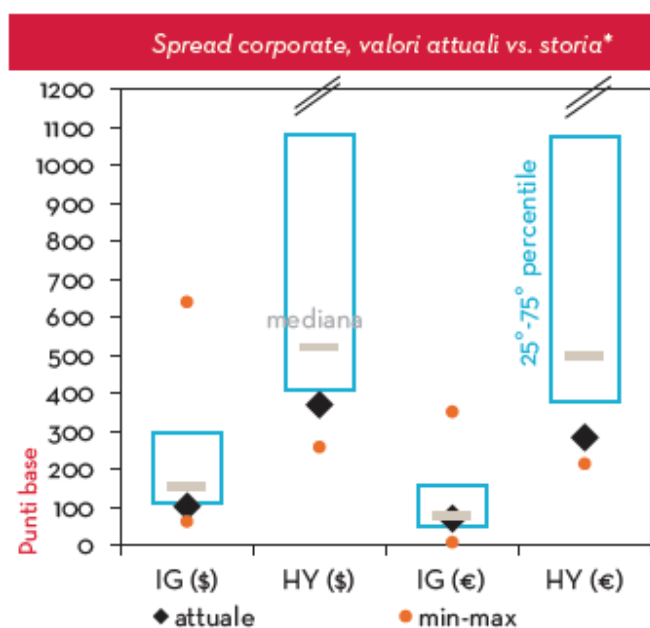 Spread corporate, valori attuali vs. storia*
1200
1100
1000
900
800
700
600
500
400
300
200
100
0
Punti base
mediana
25°-75° percentile
IG ($) HY ($) IG (€) HY (€)
attuale min-max